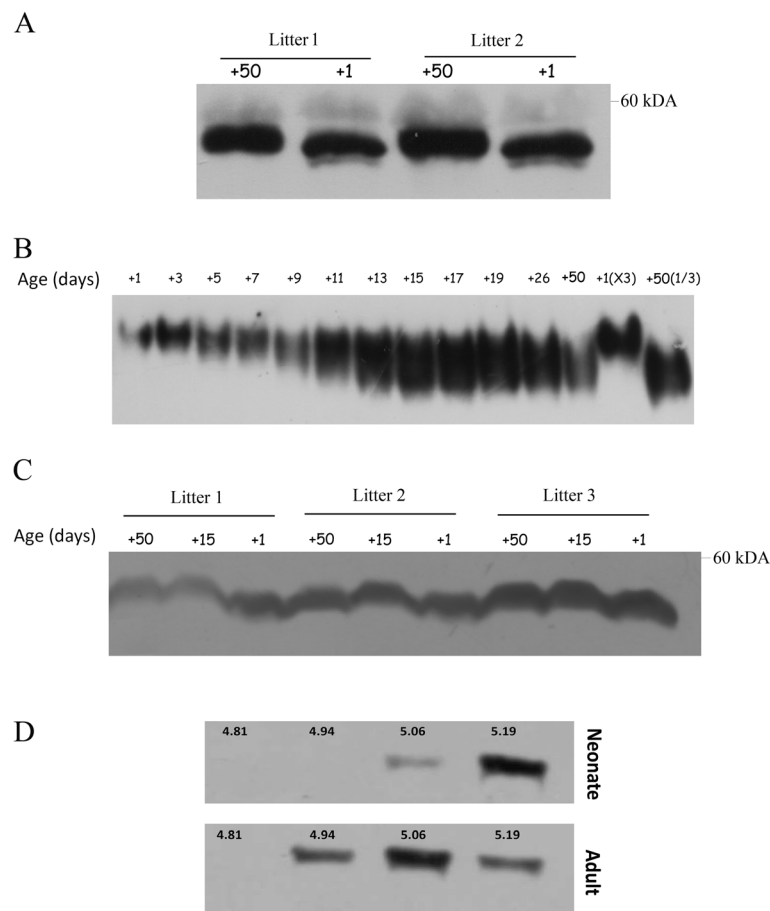 A
Litter 1 Litter 2
+50 +1 +50 +1
60 kDA
B
Age (days) +1 +3 +5 +7 +9 +11 +13 +15 +17 +19 +26 +50 +1(X3) +50(1/3)
C
Litter 1 Litter 2 Litter 3
Age (days) +50 +15 +1 +50 +15 +1 +50 +15 +1
60 kDA
D
4.81 4.94 5.06 5.19
Neonate
4.81 4.94 5.06 5.19
Adult